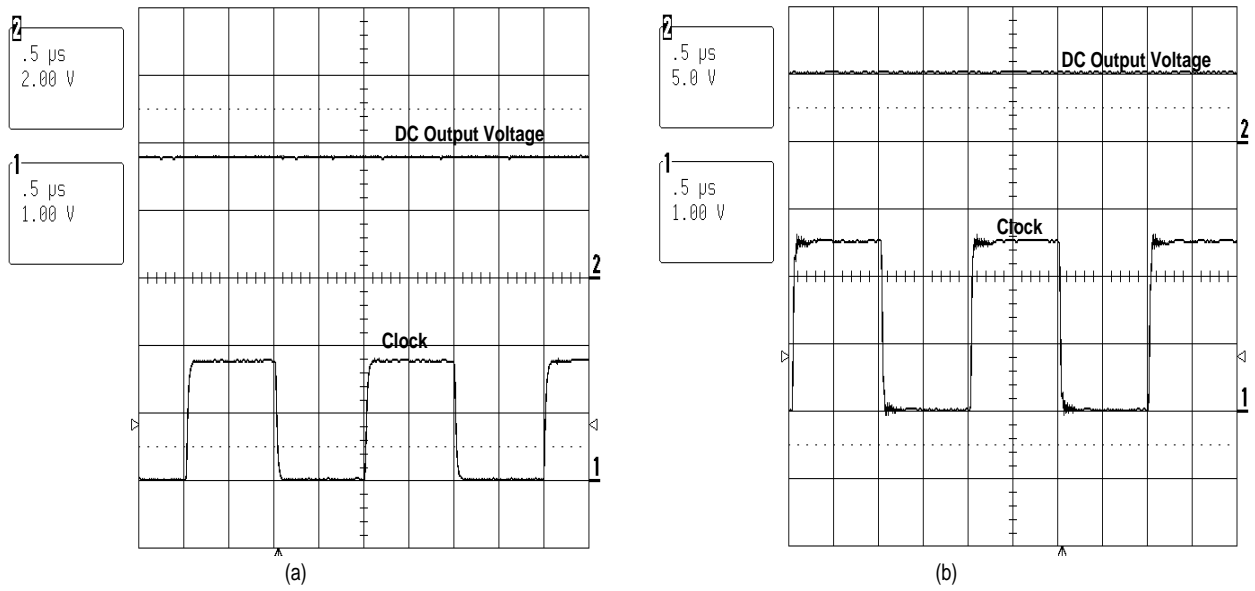 2
.5 µs
2.00 V
1
.5 µs
1.00 V
DC Output Voltage
2
Clock
1
(a)
2
.5 µs
5.0 V
1
.5 µs
1.00 V
DC Output Voltage
2
Clock
1
(b)